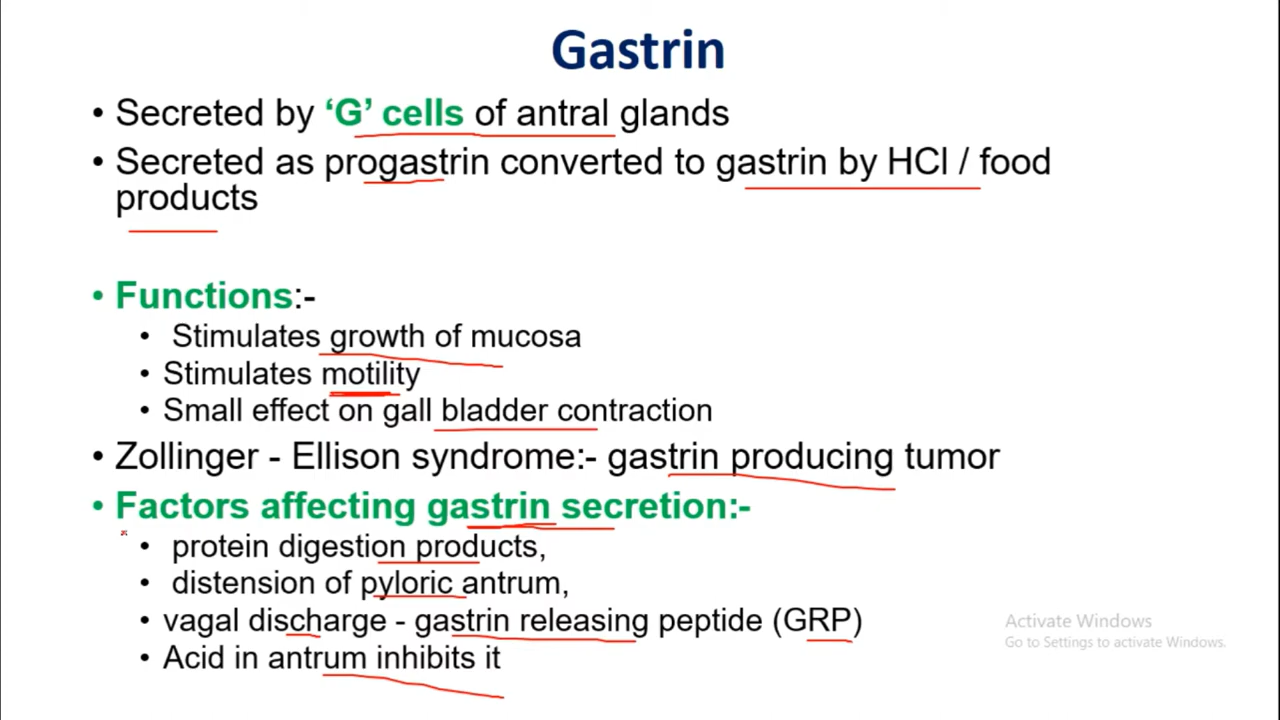 Gastrin
• Secreted by ‘G’ cells of antral glands
• Secreted as progastrin converted to gastrin by HCl / food
products
• Functions:-
• Stimulates growth of mucosa
• Stimulates motility
• Small effect on gall bladder contraction
• Zollinger - Ellison syndrome:- gastrin producing tumor
• Factors affecting gastrin secretion:-
• protein digestion products,
• distension of pyloric antrum,
• vagal discharge - gastrin releasing peptide (GRP)
• Acid in antrum inhibits it
Activate Windows
Go to Settings to activate Windows.